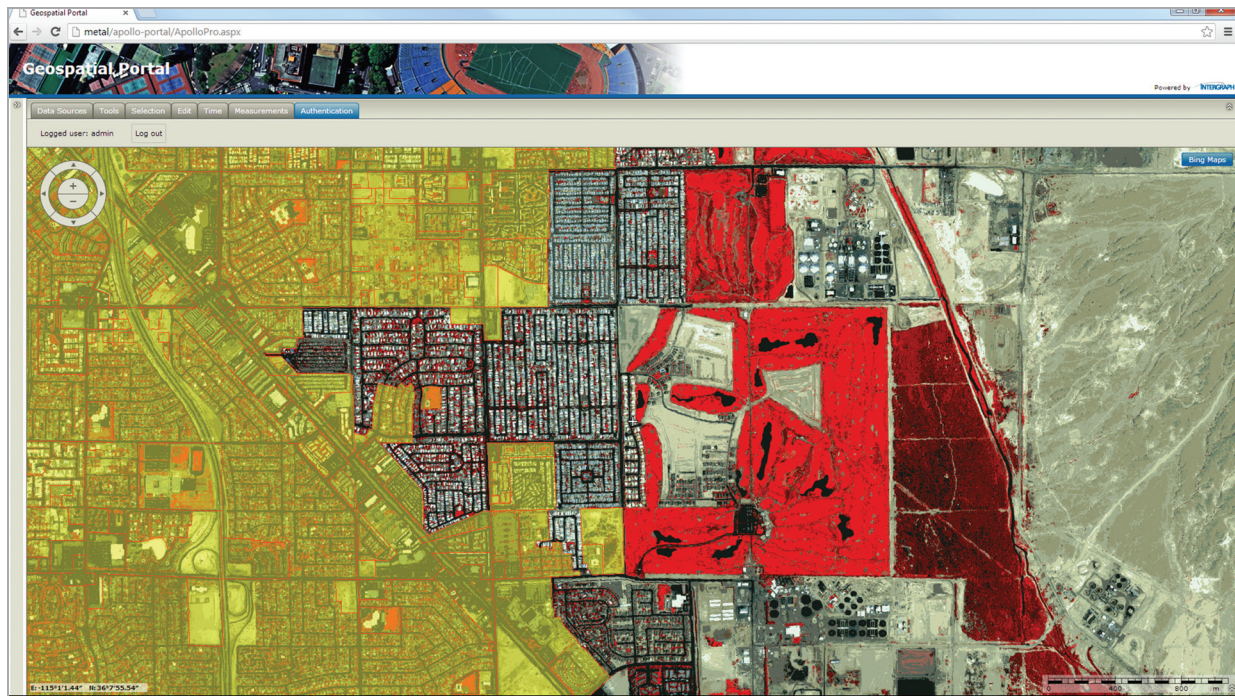 Geospatial Portal
metal/apollo-portal/ApolloPro.aspx
Geospatial Portal
Powered by INTERGRAPH
Data Sources Tools Selection Edit Time Measurements Authentication
Logged user: admin Log out
Bing Maps
E:-115°1'1.44" N:36°7'55.54"
0 400 800 m